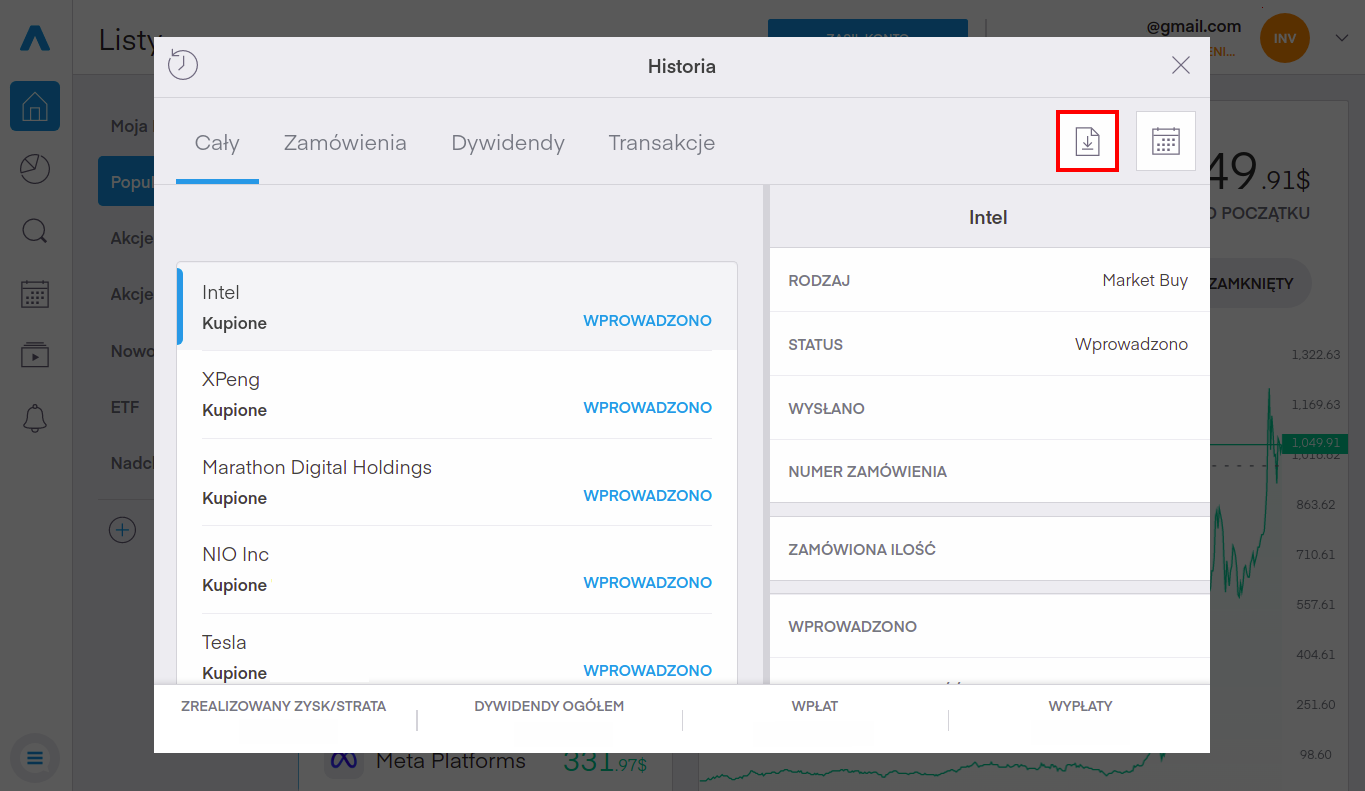 Listy
@gmail.com
INV
Historia
Cały
Zamówienia
Dywidendy
Transakcje
Moja
Popul
Akcje
Akcje
Nowo
ETF
Nadch
49.91$
O POCZĄTKU
ZAMKNIĘTY
Intel
Kupione
WPROWADZONO
XPeng
Kupione
WPROWADZONO
Marathon Digital Holdings
Kupione
WPROWADZONO
NIO Inc
Kupione
WPROWADZONO
Tesla
Kupione
WPROWADZONO
Intel
RODZAJ
Market Buy
STATUS
Wprowadzono
WYSŁANO
NUMER ZAMÓWIENIA
ZAMÓWIONA ILOŚĆ
WPROWADZONO
1,322.63
1,169.63
1,049.91
1,016.62
863.62
710.61
557.61
404.61
251.60
98.60
ZREALIZOWANY ZYSK/STRATA
DYWIDENDY OGÓŁEM
WPŁAT
WYPŁATY
Meta Platforms
331.97$